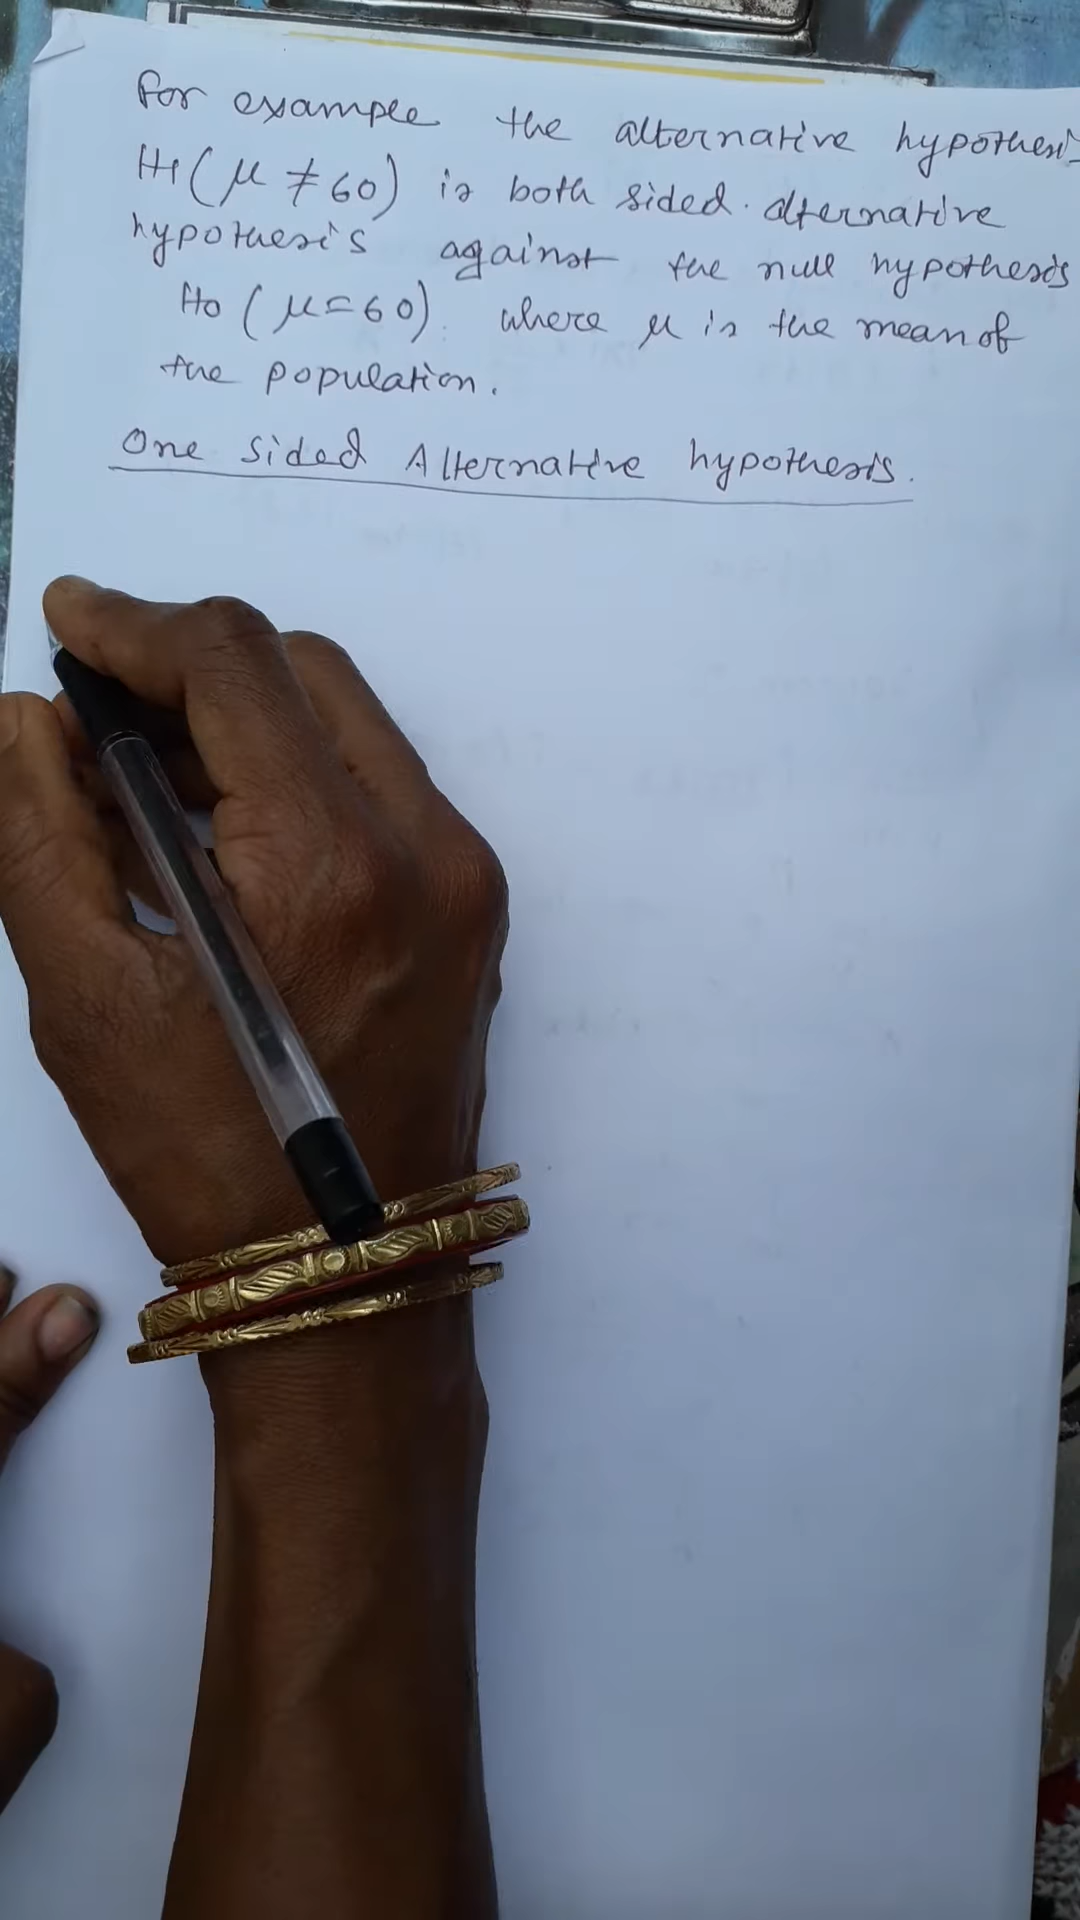 For example the alternative hypothesis
H1 (μ ≠ 60) is both sided. alternative
hypothesis against the null hypothesis
H0 (μ = 60). where μ is the mean of
the population.
One sided Alternative hypothesis.